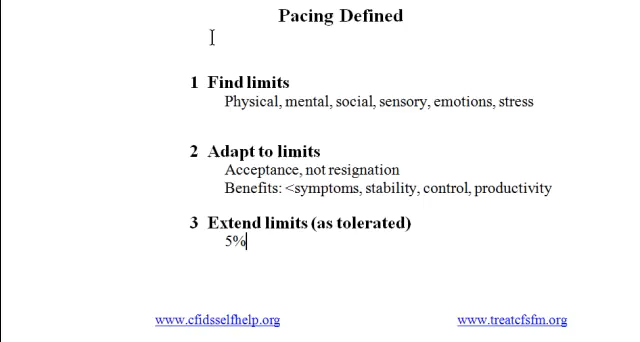 Pacing Defined
1 Find limits
Physical, mental, social, sensory, emotions, stress
2 Adapt to limits
Acceptance, not resignation
Benefits: <symptoms, stability, control, productivity
3 Extend limits (as tolerated)
5%
www.cfidsselfhelp.org www.treatcfsfm.org